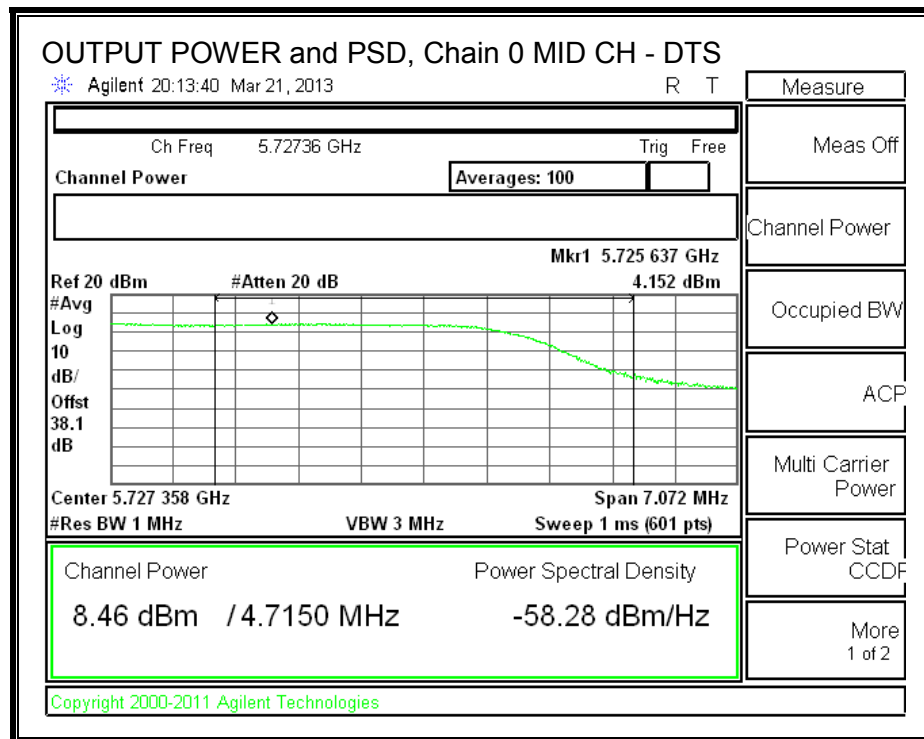 OUTPUT POWER and PSD, Chain 0 MID CH - DTS
Agilent 20:13:40 Mar 21, 2013 R T
Ch Freq 5.72736 GHz Trig Free
Channel Power Averages: 100
Mkr1 5.725 637 GHz
Ref 20 dBm #Atten 20 dB 4.152 dBm
#Avg
Log
10
dB/
Offst
38.1
dB
1
Center 5.727 358 GHz Span 7.072 MHz
#Res BW 1 MHz VBW 3 MHz Sweep 1 ms (601 pts)
Channel Power Power Spectral Density
8.46 dBm / 4.7150 MHz -58.28 dBm/Hz
Copyright 2000-2011 Agilent Technologies
Measure
Meas Off
Channel Power
Occupied BW
ACP
Multi Carrier
Power
Power Stat
CCDF
More
1 of 2